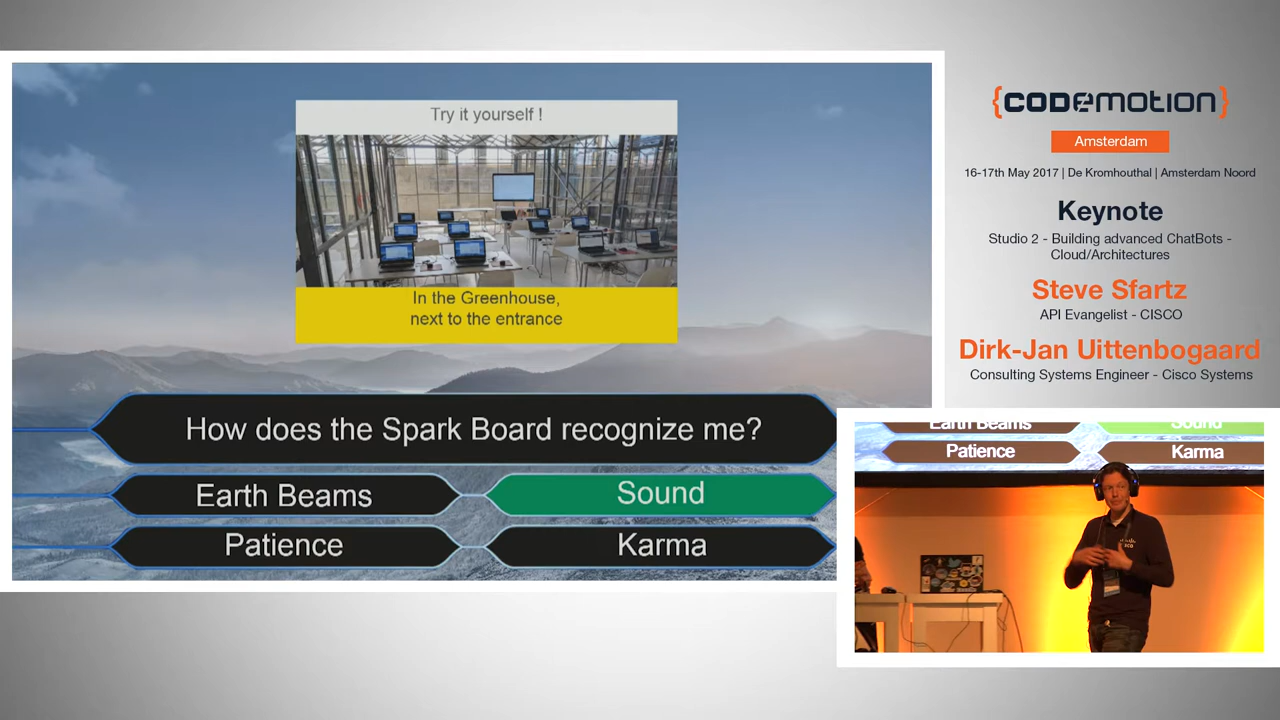 Try it yourself !
In the Greenhouse,
next to the entrance
How does the Spark Board recognize me?
Earth Beams
Sound
Patience
Karma
{CODEMOTION}
Amsterdam
16-17th May 2017 | De Kromhouthal | Amsterdam Noord
Keynote
Studio 2 - Building advanced ChatBots -
Cloud/Architectures
Steve Sfartz
API Evangelist - CISCO
Dirk-Jan Uittenbogaard
Consulting Systems Engineer - Cisco Systems
Earth Beams
Sound
Patience
Karma